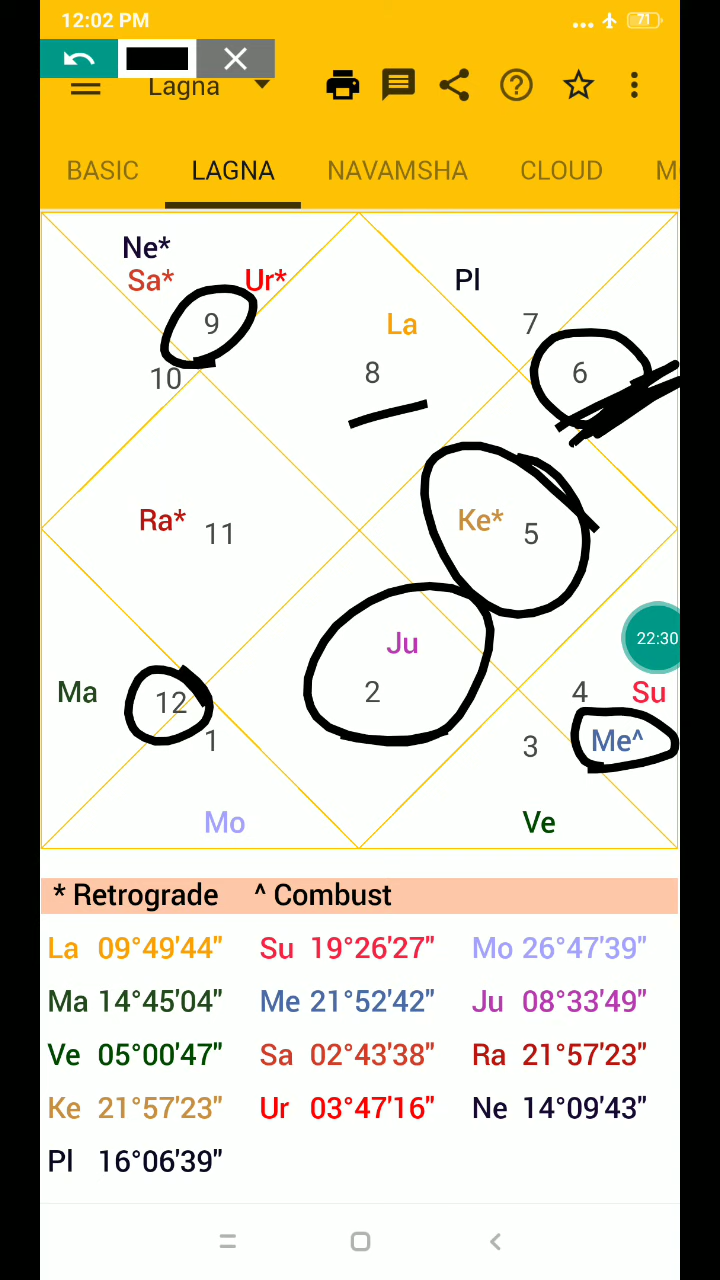 12:02 PM ... 71
Lagna
BASIC LAGNA NAVAMSHA CLOUD M
Ne*
Sa* Ur* Pl
9 La 7
10 8 6
Ra* 11 Ke* 5
Ju
22:30
Ma 12 2 4 Su
1 3 Me^
Mo Ve
* Retrograde ^ Combust
La 09°49'44" Su 19°26'27" Mo 26°47'39"
Ma 14°45'04" Me 21°52'42" Ju 08°33'49"
Ve 05°00'47" Sa 02°43'38" Ra 21°57'23"
Ke 21°57'23" Ur 03°47'16" Ne 14°09'43"
Pl 16°06'39"